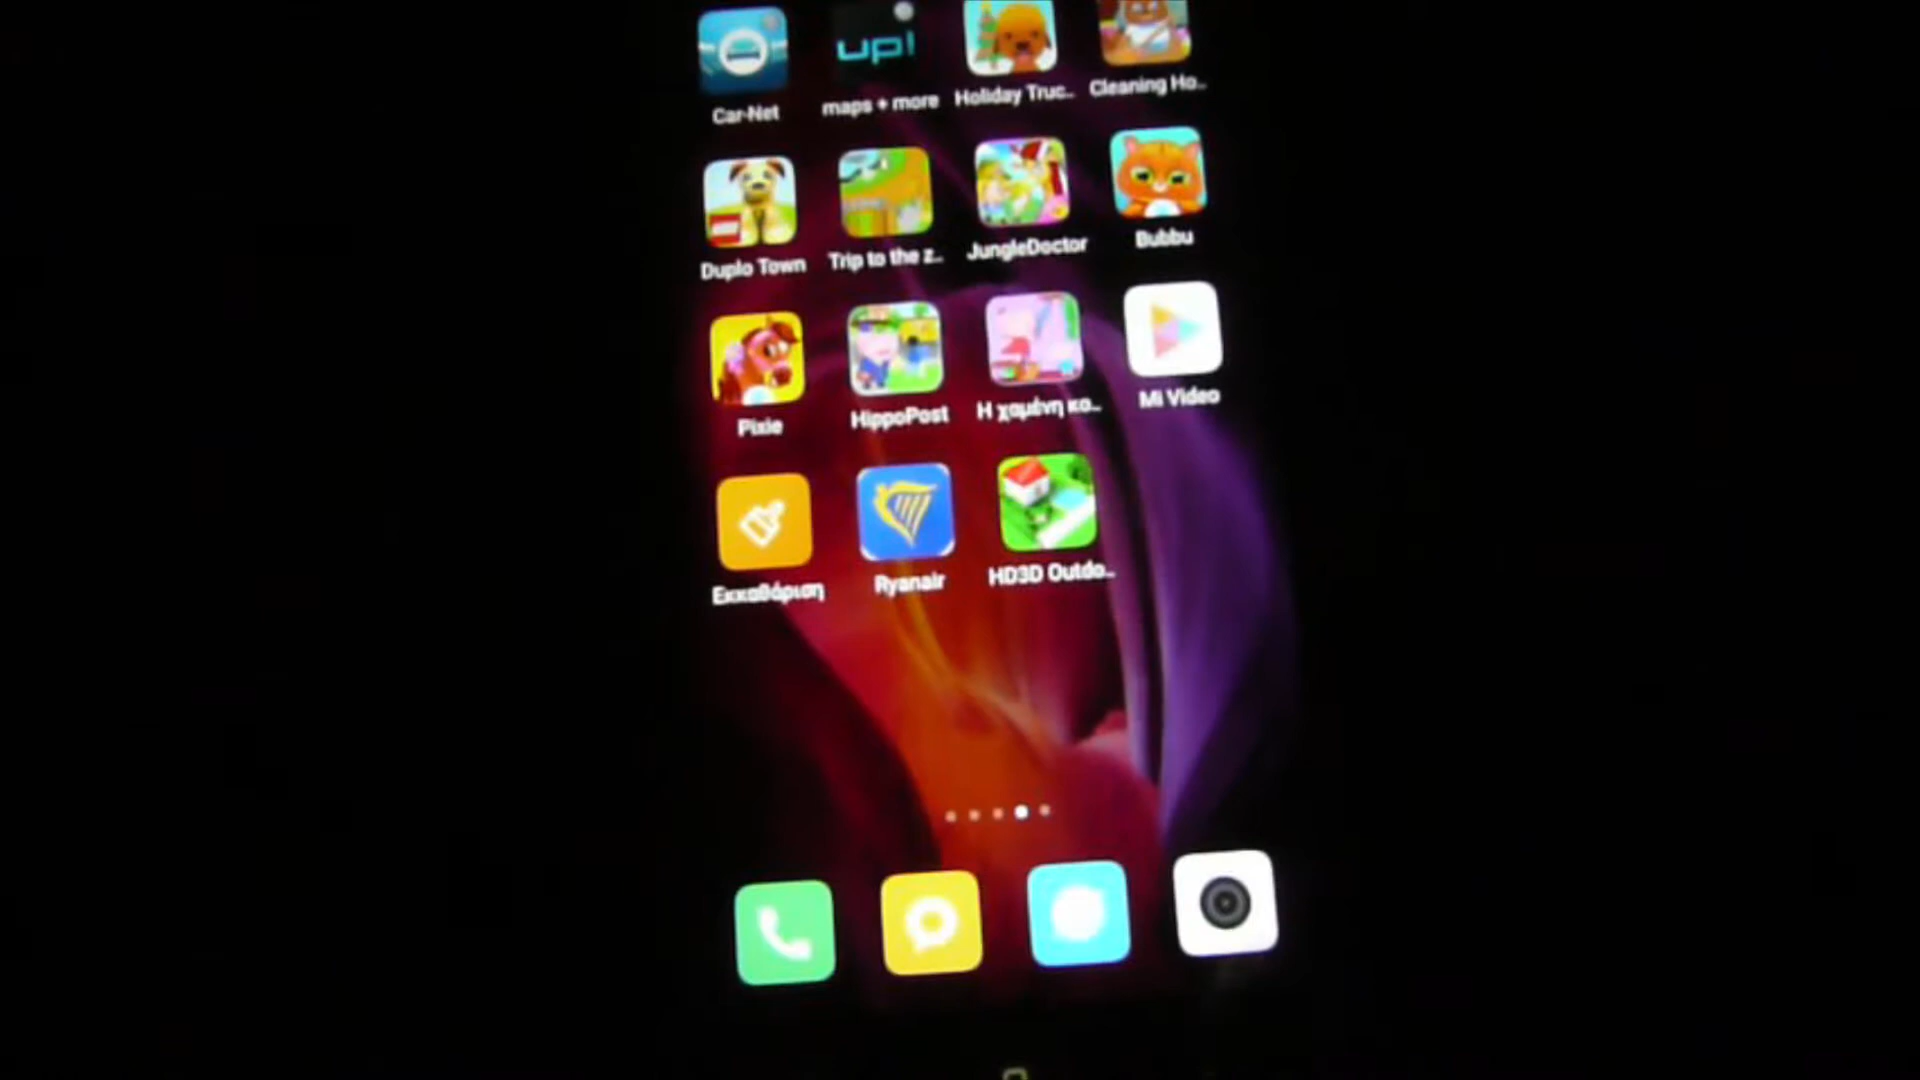 up!
Car-Net
maps + more
Holiday Truc..
Cleaning Ho..
Duplo Town
Trip to the z..
JungleDoctor
Bubbu
Pixie
HippoPost
Η χαμένη κο..
Mi Video
Εκκαθάριση
Ryanair
HD3D Outdo..